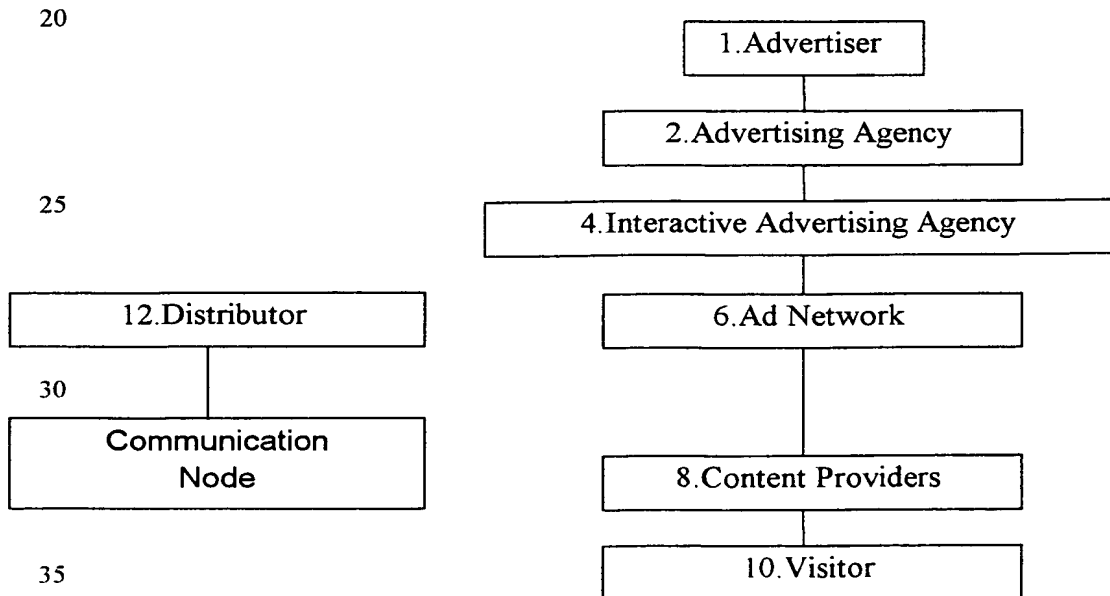 20
1.Advertiser
2.Advertising Agency
25
4.Interactive Advertising Agency
12.Distributor
6.Ad Network
30
Communication
Node
8.Content Providers
35
10.Visitor